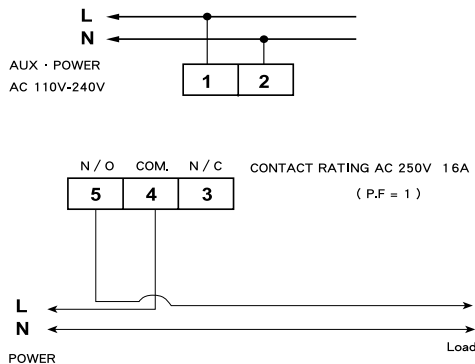 L
N
AUX · POWER
AC 110V-240V
1 2
N / O COM. N / C CONTACT RATING AC 250V 16A
5 4 3 ( P.F = 1 )
L
N
Load
POWER